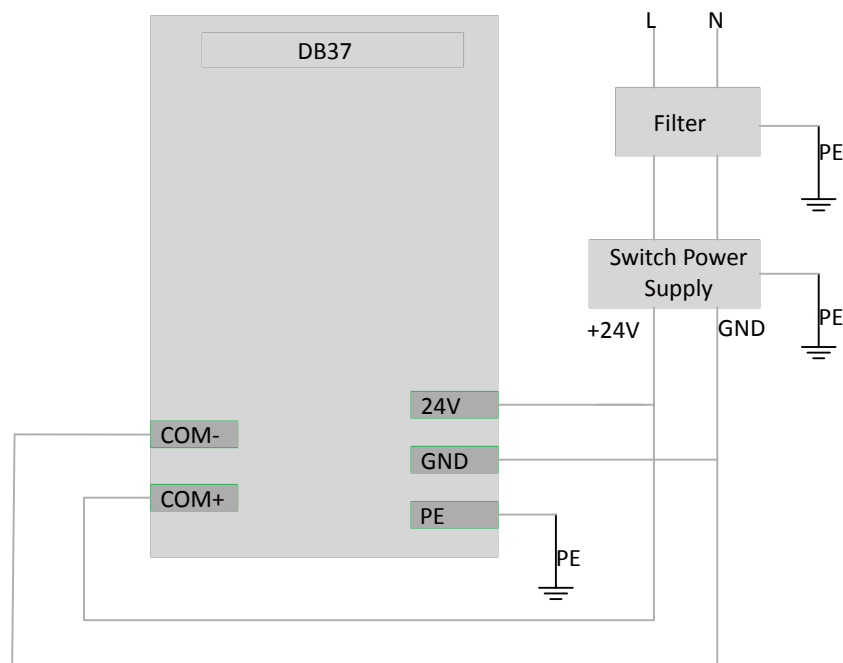 L N
DB37
Filter
PE
Switch Power
Supply
PE
+24V GND
24V
COM-
GND
COM+
PE
PE